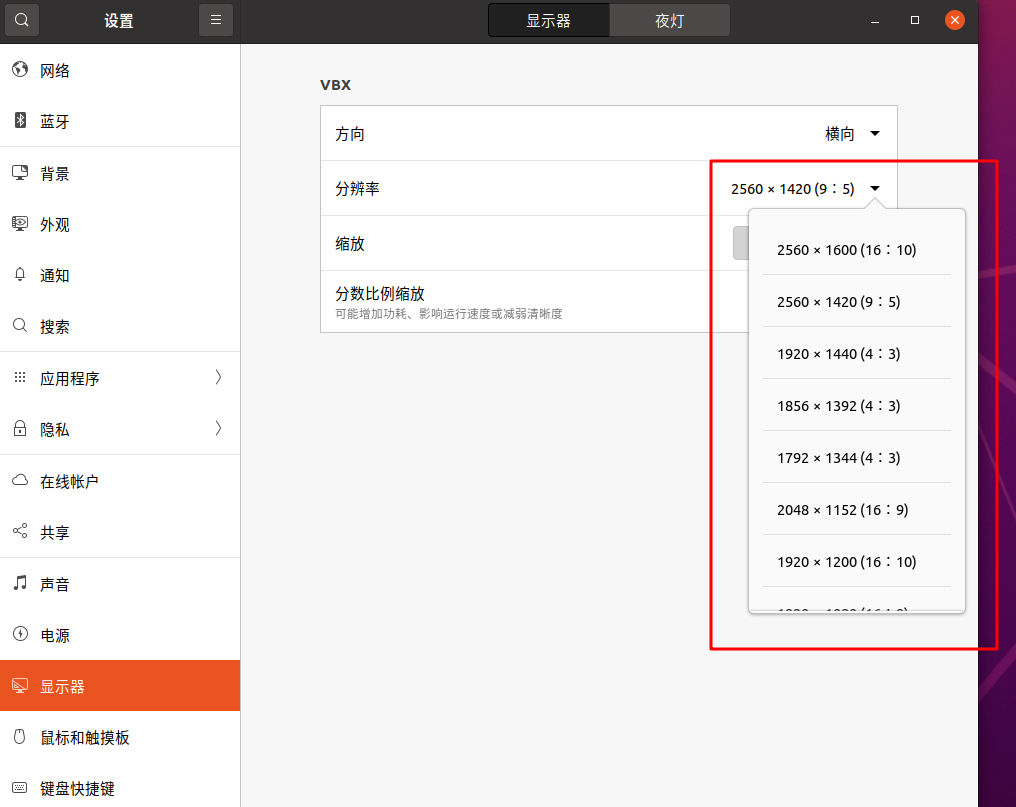 设置
显示器
夜灯
网络
蓝牙
背景
外观
通知
搜索
应用程序
隐私
在线帐户
共享
声音
电源
显示器
鼠标和触摸板
键盘快捷键
VBX
方向
横向
分辨率
2560 × 1420 (9∶5)
缩放
分数比例缩放
可能增加功耗、影响运行速度或减弱清晰度
2560 × 1600 (16∶10)
2560 × 1420 (9∶5)
1920 × 1440 (4∶3)
1856 × 1392 (4∶3)
1792 × 1344 (4∶3)
2048 × 1152 (16∶9)
1920 × 1200 (16∶10)